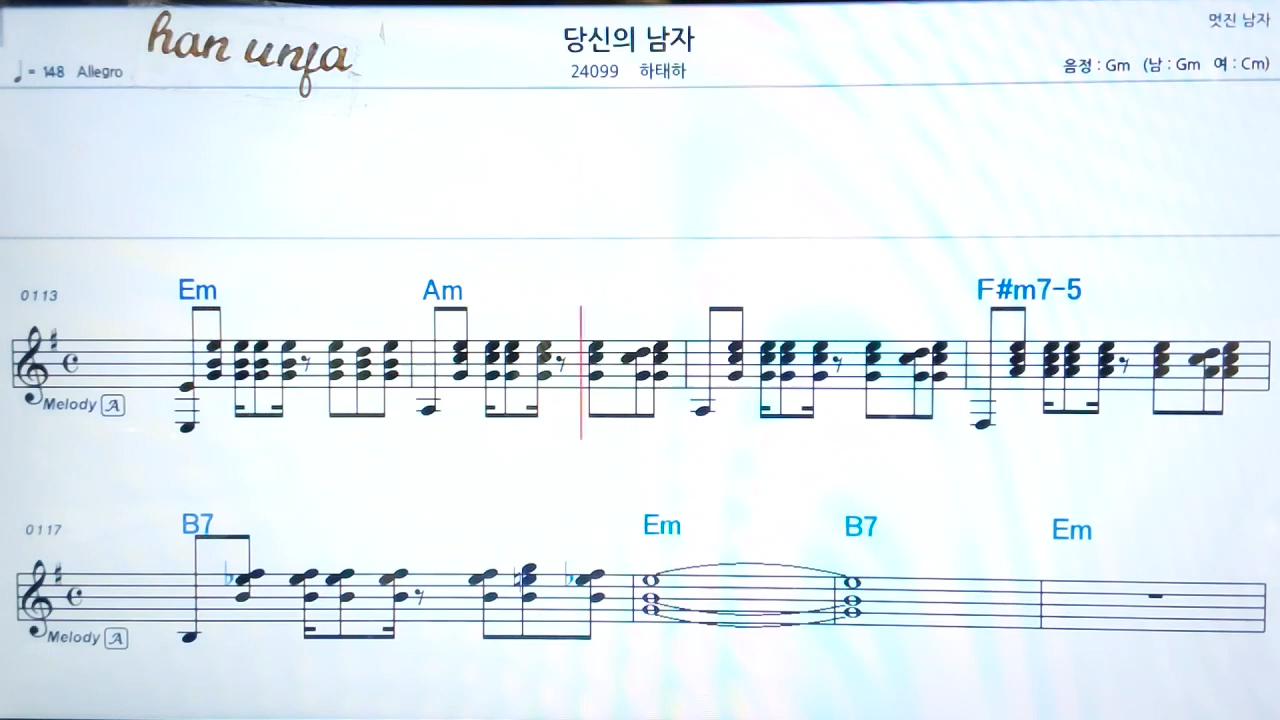 멋진 남자
han unja
당신의 남자
♩= 148 Allegro
24099 하태하
음정 : Gm (남 : Gm 여 : Cm)
0113
Em Am F#m7-5
Melody A
0117
B7 Em B7 Em
Melody A